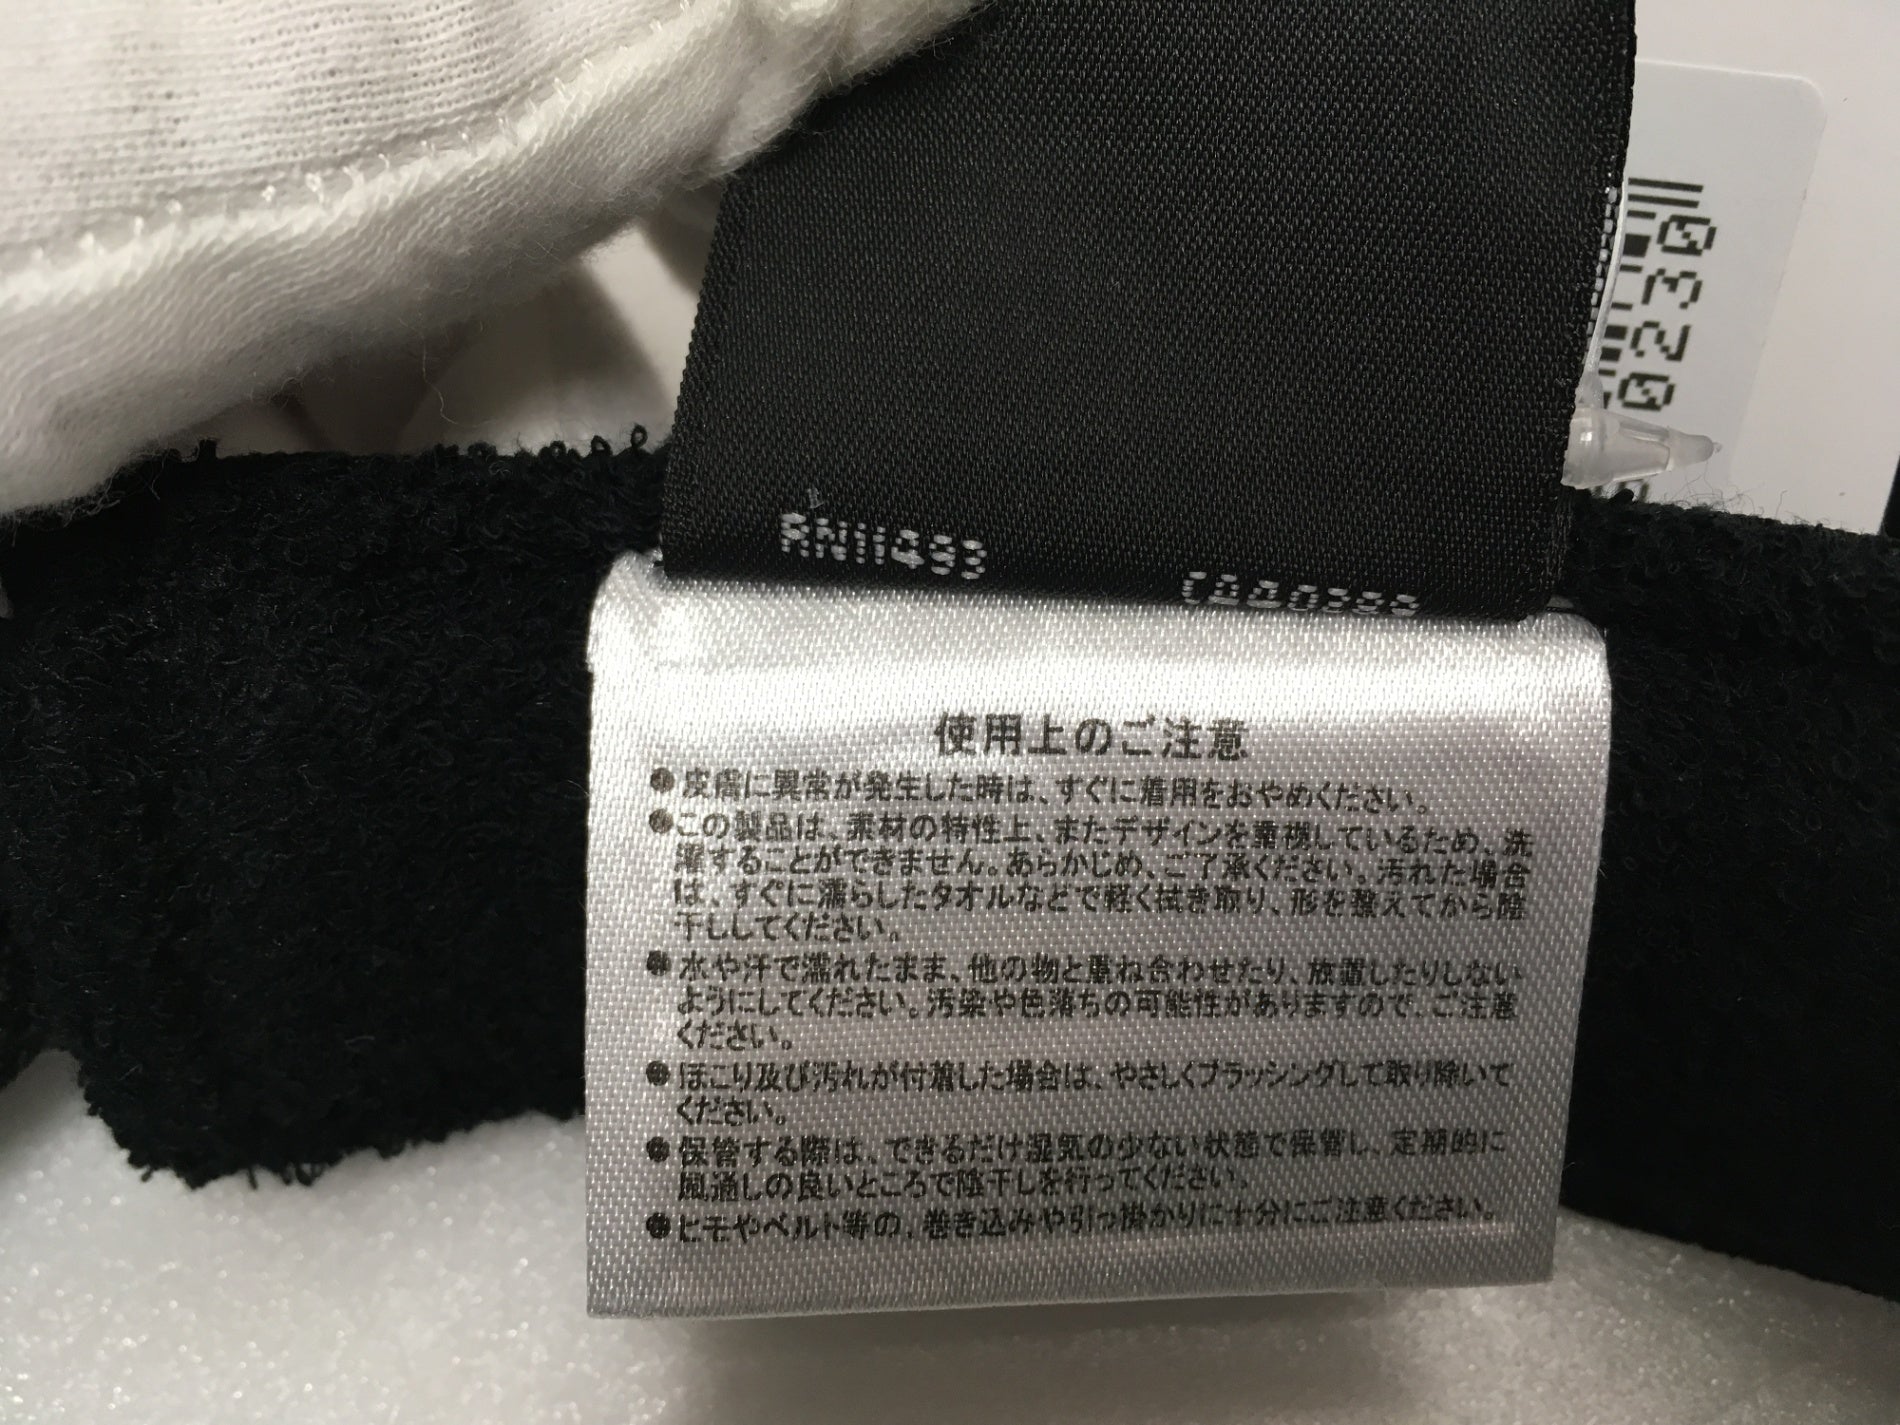 0230
RN11493
CA40388
使用上のご注意
●皮膚に異常が発生した時は、すぐに着用をおやめください。
●この製品は、素材の特性上、またデザインを重視しているため、洗
濯することができません。あらかじめ、ご了承ください。汚れた場合
は、すぐに濡らしたタオルなどで軽く拭き取り、形を整えてから陰
干ししてください。
●水や汗で濡れたまま、他の物と重ね合わせたり、放置したりしない
ようにしてください。汚染や色落ちの可能性がありますので、ご注意
ください。
●ほこり及び汚れが付着した場合は、やさしくブラッシングして取り除いて
ください。
●保管する際は、できるだけ湿気の少ない状態で保管し、定期的に
風通しの良いところで陰干しを行ってください。
●ヒモやベルト等の、巻き込みや引っ掛かりに十分にご注意ください。